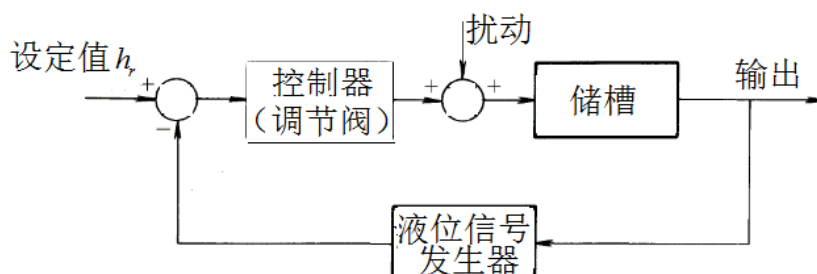 扰动
设定值hᵣ
控制器
（调节阀）
储槽
输出
+
+
+
−
液位信号
发生器